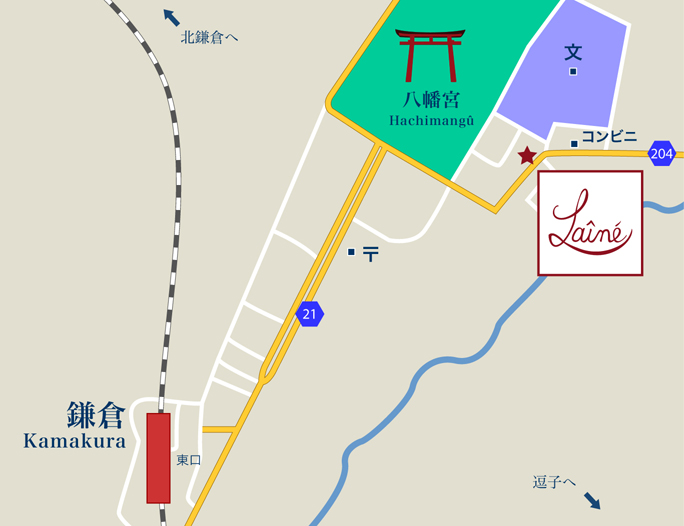 北鎌倉へ
八幡宮
Hachimangû
文
コンビニ
204
Laîné
〒
21
鎌倉
Kamakura
東口
逗子へ